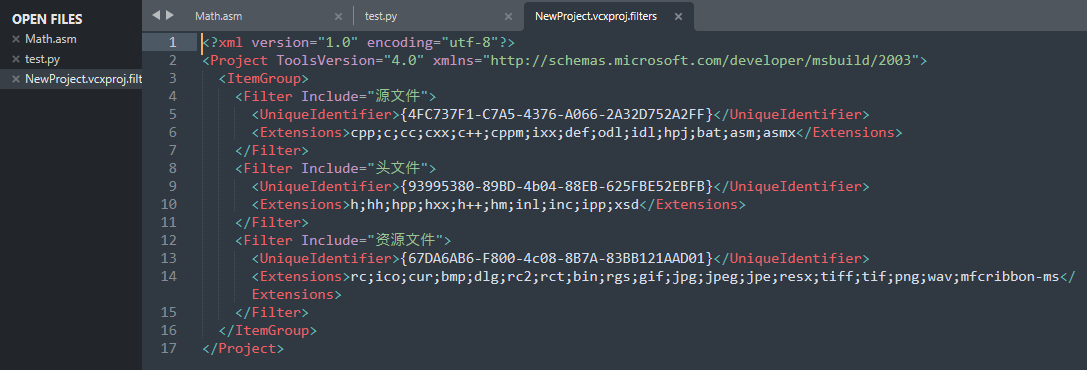 OPEN FILES
Math.asm
test.py
NewProject.vcxproj.filt
Math.asm
test.py
NewProject.vcxproj.filters
1 <?xml version="1.0" encoding="utf-8"?>
2 <Project ToolsVersion="4.0" xmlns="http://schemas.microsoft.com/developer/msbuild/2003">
3 <ItemGroup>
4 <Filter Include="源文件">
5 <UniqueIdentifier>{4FC737F1-C7A5-4376-A066-2A32D752A2FF}</UniqueIdentifier>
6 <Extensions>cpp;c;cc;cxx;c++;cppm;ixx;def;odl;idl;hpj;bat;asm;asmx</Extensions>
7 </Filter>
8 <Filter Include="头文件">
9 <UniqueIdentifier>{93995380-89BD-4b04-88EB-625FBE52EBFB}</UniqueIdentifier>
10 <Extensions>h;hh;hpp;hxx;h++;hm;inl;inc;ipp;xsd</Extensions>
11 </Filter>
12 <Filter Include="资源文件">
13 <UniqueIdentifier>{67DA6AB6-F800-4c08-8B7A-83BB121AAD01}</UniqueIdentifier>
14 <Extensions>rc;ico;cur;bmp;dlg;rc2;rct;bin;rgs;gif;jpg;jpeg;jpe;resx;tiff;tif;png;wav;mfcribbon-ms</
Extensions>
15 </Filter>
16 </ItemGroup>
17 </Project>